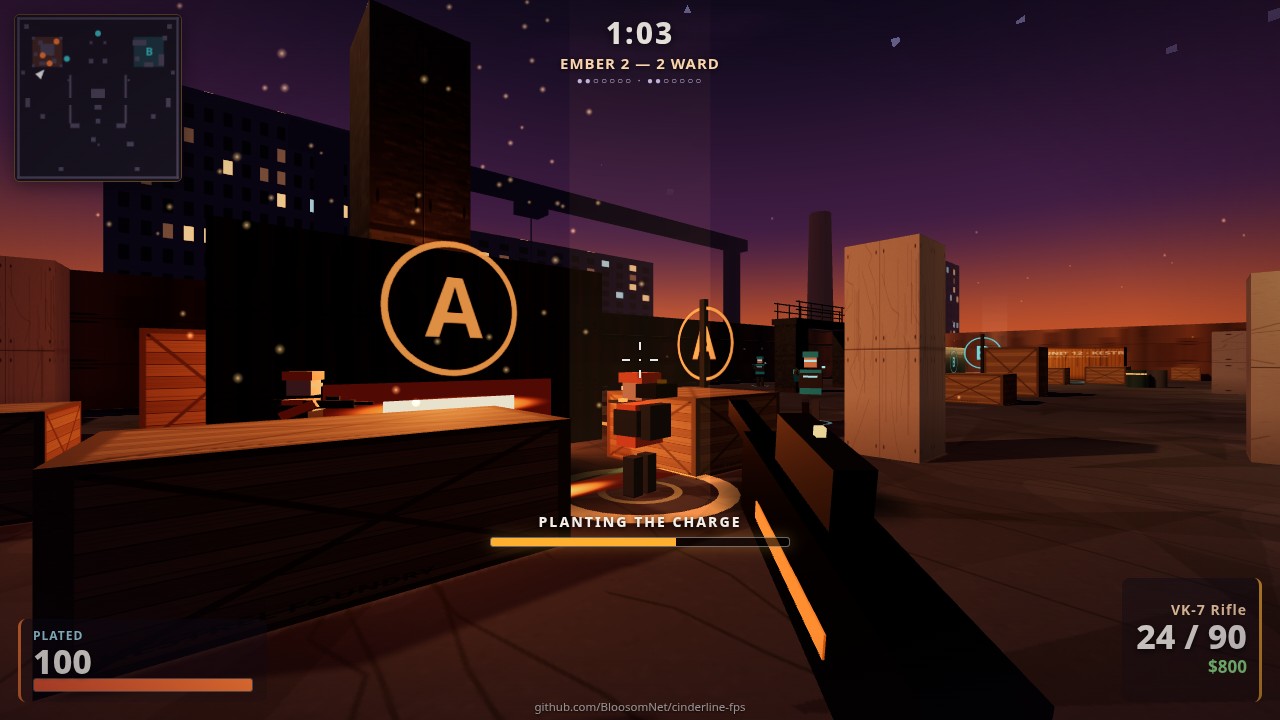 1:03
EMBER 2 — 2 WARD
B
A
A
PLANTING THE CHARGE
PLATED
100
VK-7 Rifle
24 / 90
$800
github.com/BloosomNet/cinderline-fps